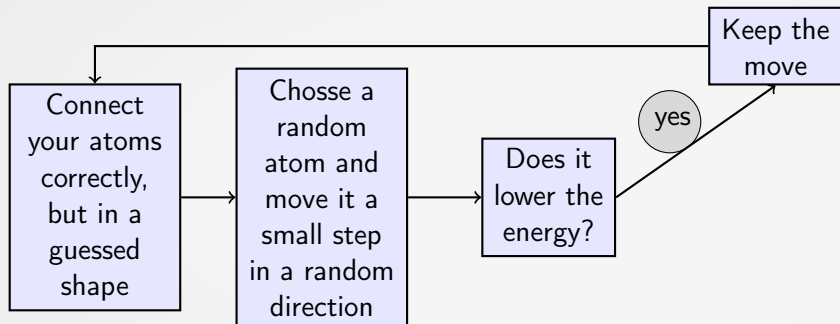 Connect
your atoms
correctly,
but in a
guessed
shape
Chosse a
random
atom and
move it a
small step
in a random
direction
Does it
lower the
energy?
yes
Keep the
move